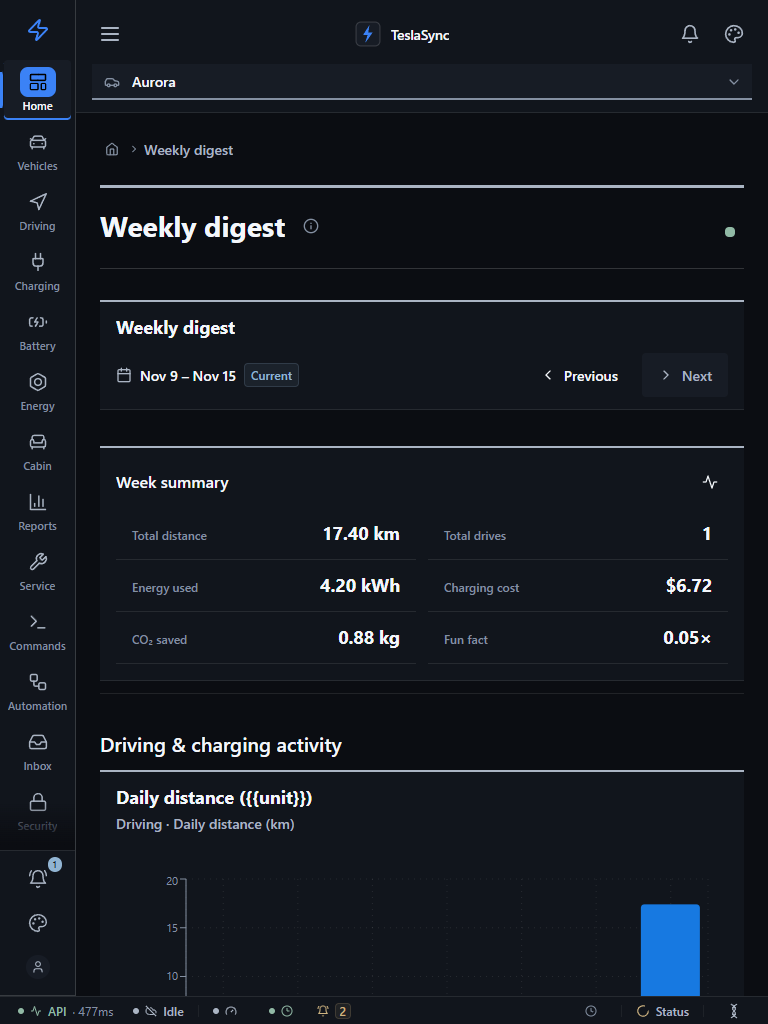 TeslaSync
Aurora
Home
Vehicles
Driving
Charging
Battery
Energy
Cabin
Reports
Service
Commands
Automation
Inbox
Security
1
Weekly digest
Weekly digest
Weekly digest
Nov 9 – Nov 15 Current Previous Next
Week summary
Total distance 17.40 km Total drives 1
Energy used 4.20 kWh Charging cost $6.72
CO₂ saved 0.88 kg Fun fact 0.05×
Driving & charging activity
Daily distance ({{unit}})
Driving · Daily distance (km)
20
15
10
API · 477ms Idle 2 Status